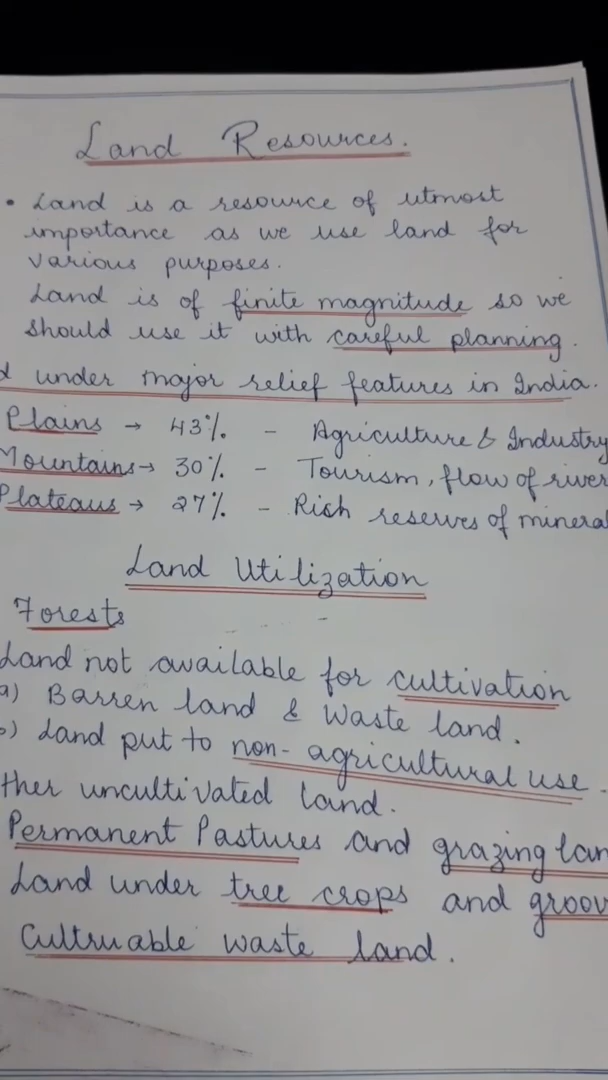 Land Resources.
• Land is a resource of utmost
importance as we use land for
various purposes.
Land is of finite magnitude so we
should use it with careful planning.
d under major relief features in India.
Plains → 43% - Agriculture & Industry
Mountains → 30% - Tourism, flow of river
Plateaus → 27% - Rich reserves of mineral
Land Utilization
Forests
Land not available for cultivation
a) Barren land & Waste land.
b) Land put to non-agricultural use.
ther uncultivated land.
Permanent Pastures and grazing lan
Land under tree crops and groov
Cultruable waste land.